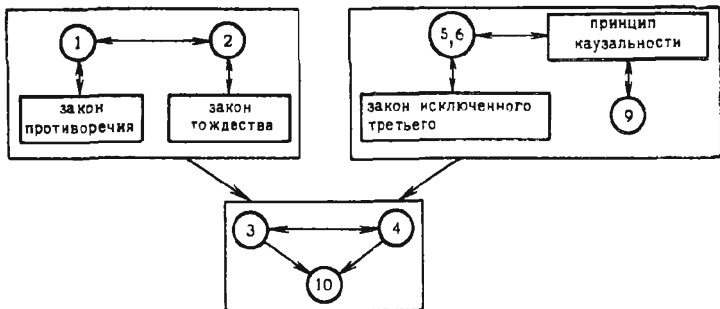 1
2
закон
противоречия
закон
тождества
5,6
принцип
каузальности
закон исключенного
третьего
9
3
4
10